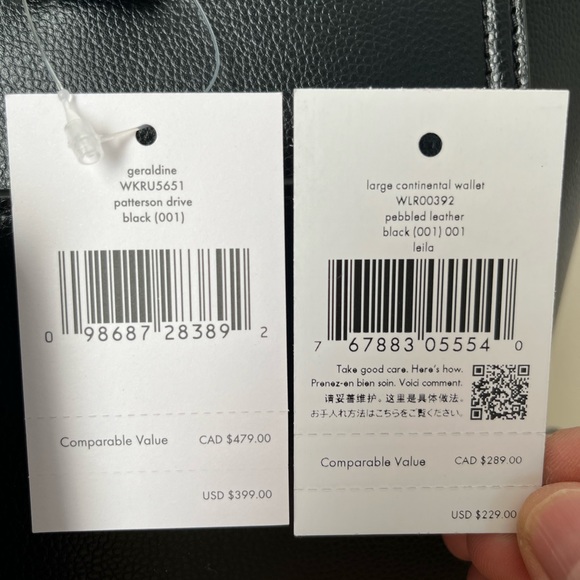 geraldine
WKRU5651
patterson drive
black (001)
0 98687 28389 2
Comparable Value CAD $479.00
USD $399.00
large continental wallet
WLR00392
pebbled leather
black (001) 001
leila
7 67883 05554 0
Take good care. Here's how.
Prenez-en bien soin. Voici comment.
请妥善维护。这里是具体做法。
お手入れ方法はこちらをご覧ください。
Comparable Value CAD $289.00
USD $229.00